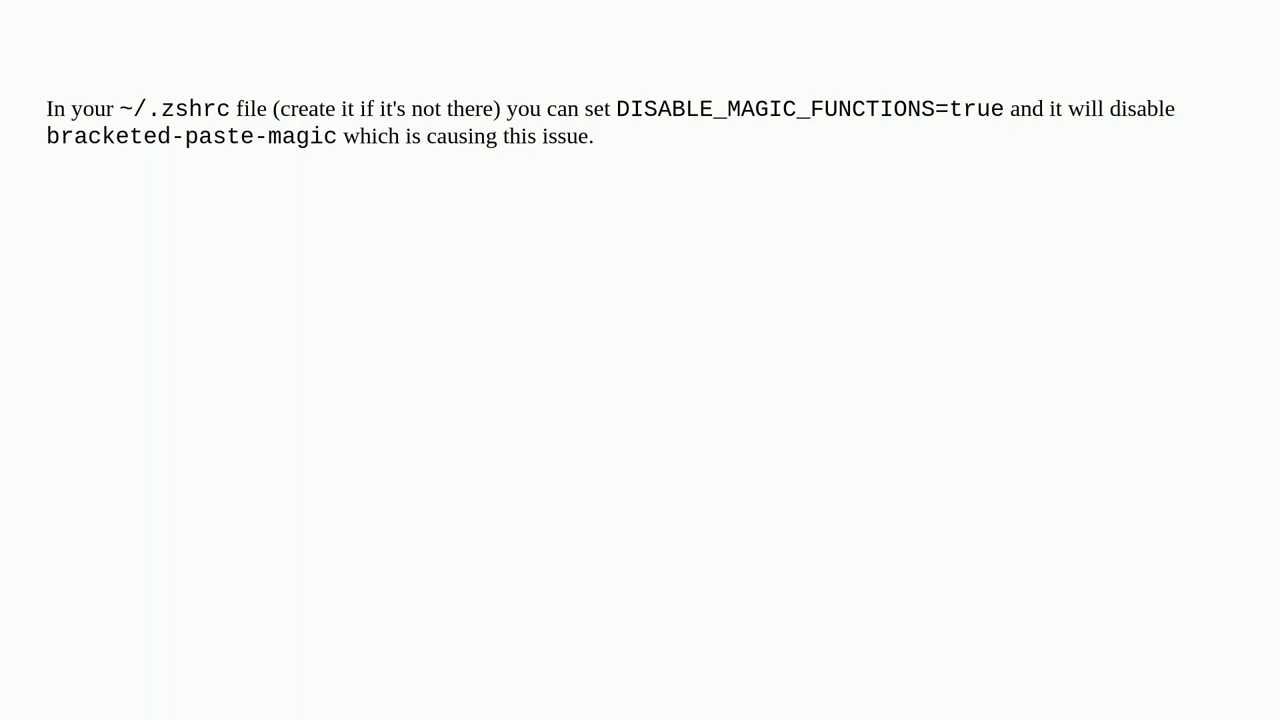 In your ~/.zshrc file (create it if it's not there) you can set DISABLE_MAGIC_FUNCTIONS=true and it will disable
bracketed-paste-magic which is causing this issue.